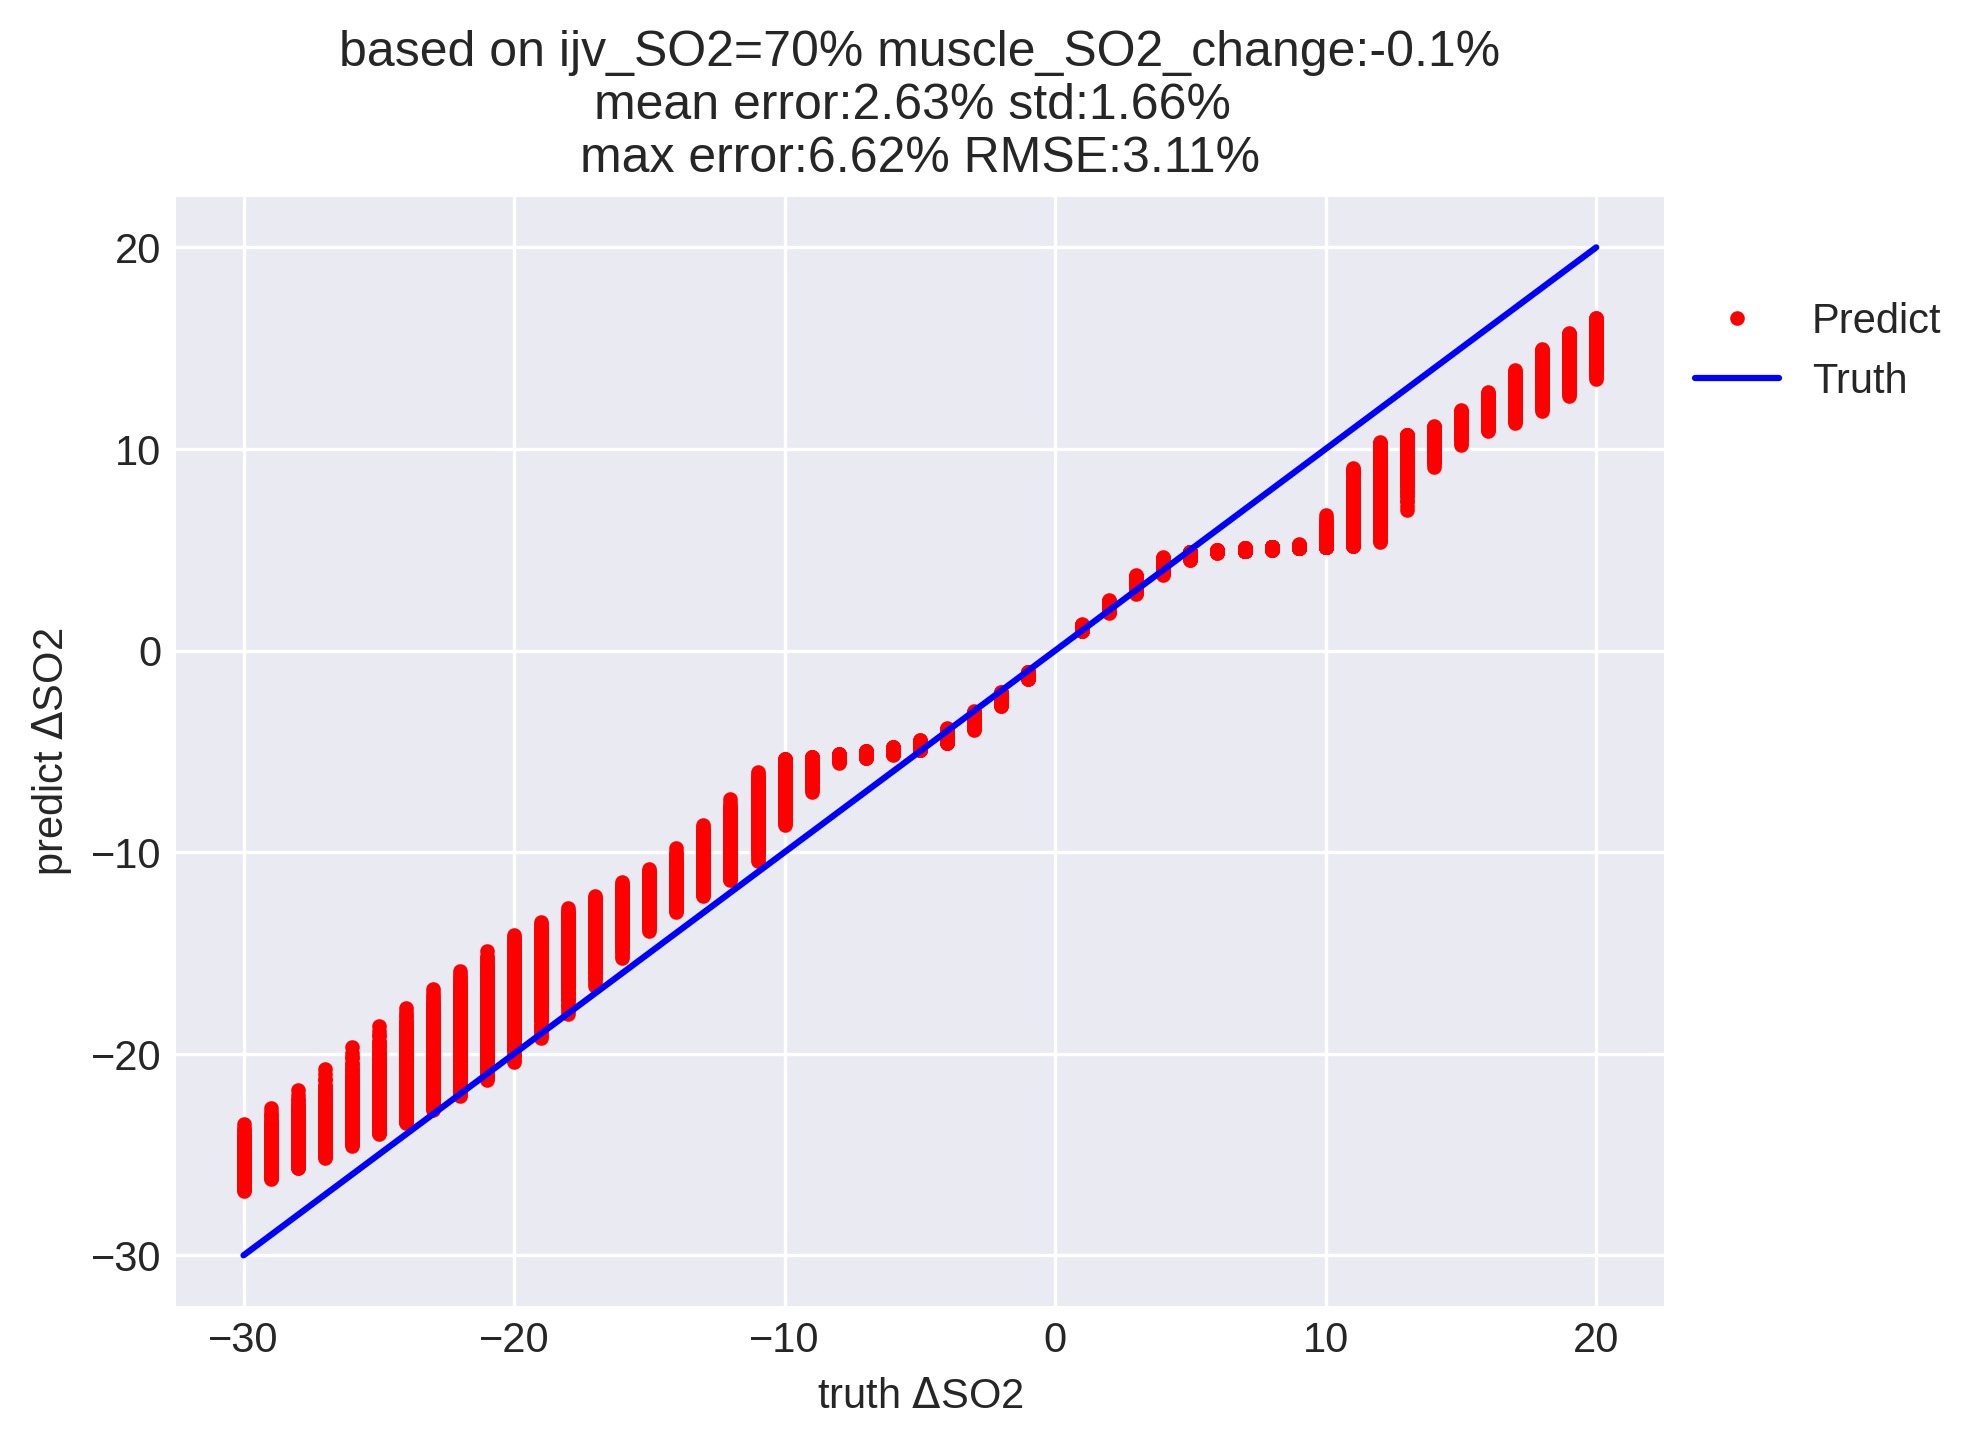 based on ijv_SO2=70% muscle_SO2_change:-0.1%
mean error:2.63% std:1.66%
max error:6.62% RMSE:3.11%
20
10
0
−10
−20
−30
predict ΔSO2
−30
−20
−10
0
10
20
truth ΔSO2
Predict
Truth